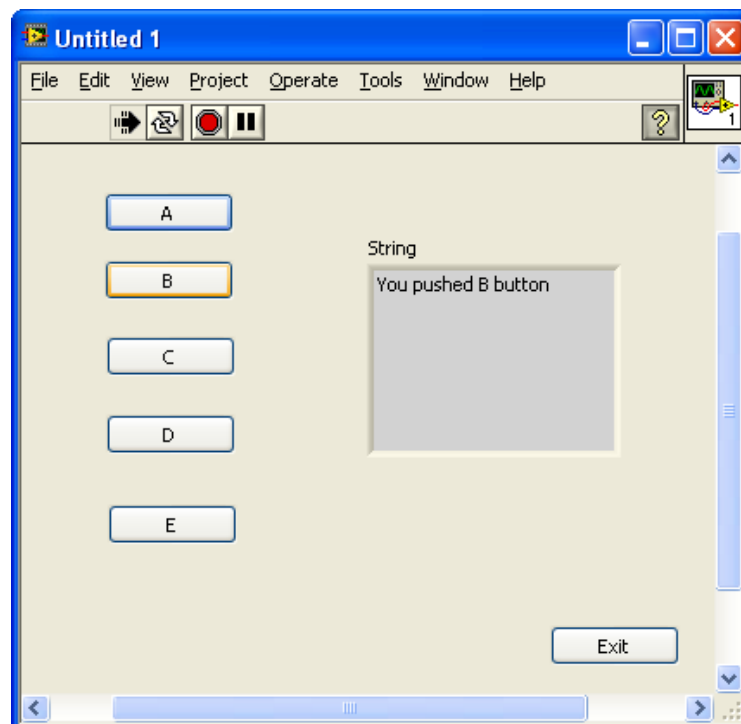 Untitled 1
File Edit View Project Operate Tools Window Help
1
A
String
B
You pushed B button
C
D
E
Exit